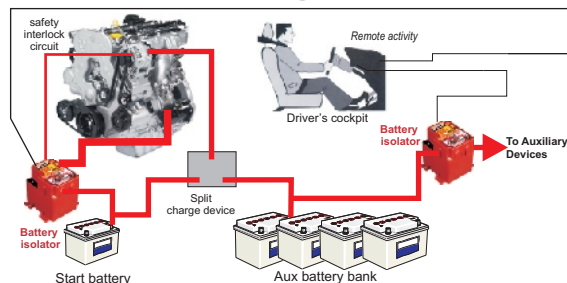 safety
interlock
circuit
Remote activity
Driver's cockpit
Battery
isolator
To Auxiliary
Devices
Split
charge device
Battery
isolator
Start battery
Aux battery bank